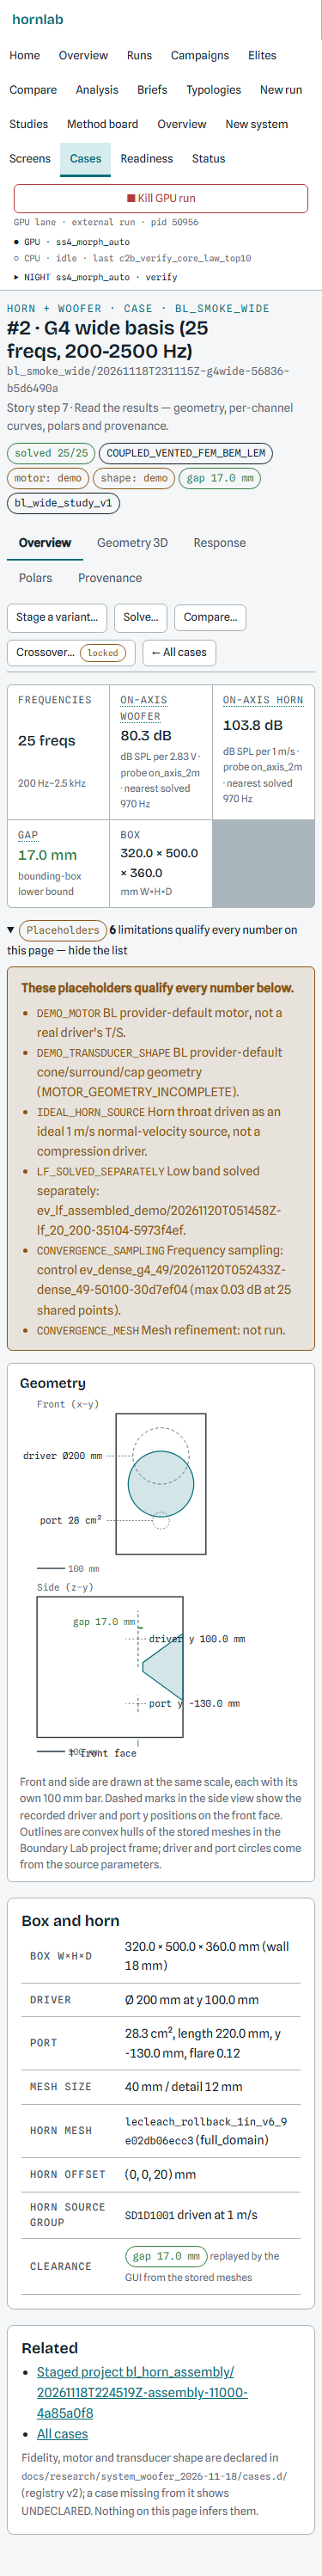 hornlab
Home Overview Runs Campaigns Elites
Compare Analysis Briefs Typologies New run
Studies Method board Overview New system
Screens Cases Readiness Status
Kill GPU run
GPU lane · external run · pid 50956
● GPU · ss4_morph_auto
○ CPU · idle · last c2b_verify_core_law_top10
▸ NIGHT ss4_morph_auto · verify
HORN + WOOFER · CASE · BL_SMOKE_WIDE
#2 · G4 wide basis (25
freqs, 200-2500 Hz)
bl_smoke_wide/20261118T231115Z-g4wide-56836-
b5d6490a
Story step 7 · Read the results — geometry, per-channel
curves, polars and provenance.
solved 25/25 COUPLED_VENTED_FEM_BEM_LEM
motor: demo shape: demo gap 17.0 mm
bl_wide_study_v1
Overview Geometry 3D Response
Polars Provenance
Stage a variant... Solve... Compare...
Crossover... locked ← All cases
FREQUENCIES
25 freqs
200 Hz–2.5 kHz
ON-AXIS
WOOFER
80.3 dB
dB SPL per 2.83 V ·
probe on_axis_2m
· nearest solved
970 Hz
ON-AXIS HORN
103.8 dB
dB SPL per 1 m/s ·
probe on_axis_2m
· nearest solved
970 Hz
GAP
17.0 mm
bounding-box
lower bound
BOX
320.0 × 500.0
× 360.0
mm W×H×D
▼ Placeholders 6 limitations qualify every number on
this page — hide the list
These placeholders qualify every number below.
• DEMO_MOTOR BL provider-default motor, not a
real driver's T/S.
• DEMO_TRANSDUCER_SHAPE BL provider-default
cone/surround/cap geometry
(MOTOR_GEOMETRY_INCOMPLETE).
• IDEAL_HORN_SOURCE Horn throat driven as an
ideal 1 m/s normal-velocity source, not a
compression driver.
• LF_SOLVED_SEPARATELY Low band solved
separately:
ev_lf_assembled_demo/20261120T051458Z-
lf_20_200-35104-5973f4ef.
• CONVERGENCE_SAMPLING Frequency sampling:
control ev_dense_g4_49/20261120T052433Z-
dense_49-50100-30d7ef04 (max 0.03 dB at 25
shared points).
• CONVERGENCE_MESH Mesh refinement: not run.
Geometry
Front (x-y)
driver Ø200 mm
port 28 cm²
100 mm
Side (z-y)
gap 17.0 mm
driver y 100.0 mm
port y -130.0 mm
100 mm
↑ front face
Front and side are drawn at the same scale, each with its
own 100 mm bar. Dashed marks in the side view show the
recorded driver and port y positions on the front face.
Outlines are convex hulls of the stored meshes in the
Boundary Lab project frame; driver and port circles come
from the source parameters.
Box and horn
BOX W×H×D 320.0 × 500.0 × 360.0 mm (wall
18 mm)
DRIVER Ø 200 mm at y 100.0 mm
PORT 28.3 cm², length 220.0 mm, y
-130.0 mm, flare 0.12
MESH SIZE 40 mm / detail 12 mm
HORN MESH lecleach_rollback_1in_v6_9
e02db06ecc3 (full_domain)
HORN OFFSET (0, 0, 20) mm
HORN SOURCE
GROUP SD1D1001 driven at 1 m/s
CLEARANCE gap 17.0 mm replayed by the
GUI from the stored meshes
Related
• Staged project bl_horn_assembly/
20261118T224519Z-assembly-11000-
4a85a0f8
• All cases
Fidelity, motor and transducer shape are declared in
docs/research/system_woofer_2026-11-18/cases.d/
(registry v2); a case missing from it shows
UNDECLARED. Nothing on this page infers them.